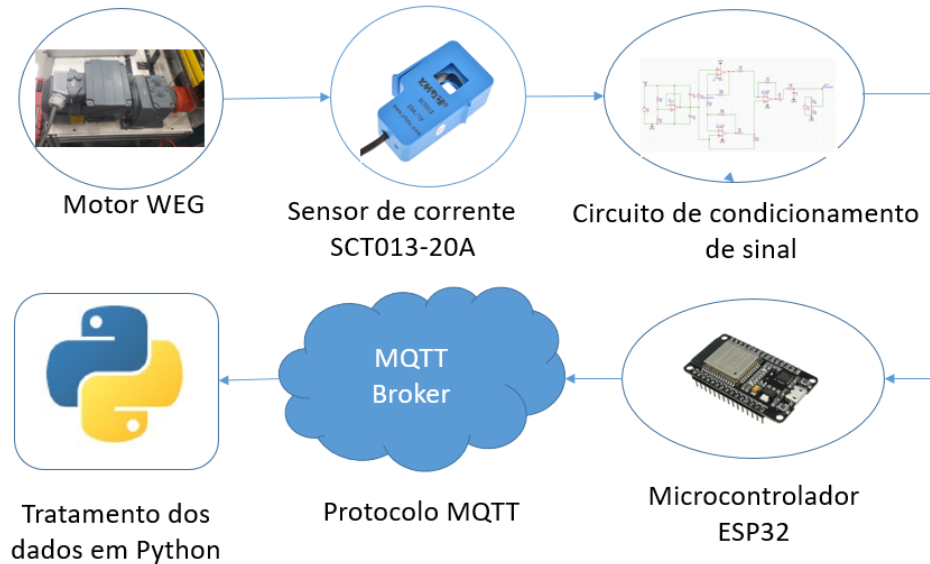 Motor WEG
Sensor de corrente
SCT013-20A
Circuito de condicionamento
de sinal
MQTT
Broker
Tratamento dos
dados em Python
Protocolo MQTT
Microcontrolador
ESP32